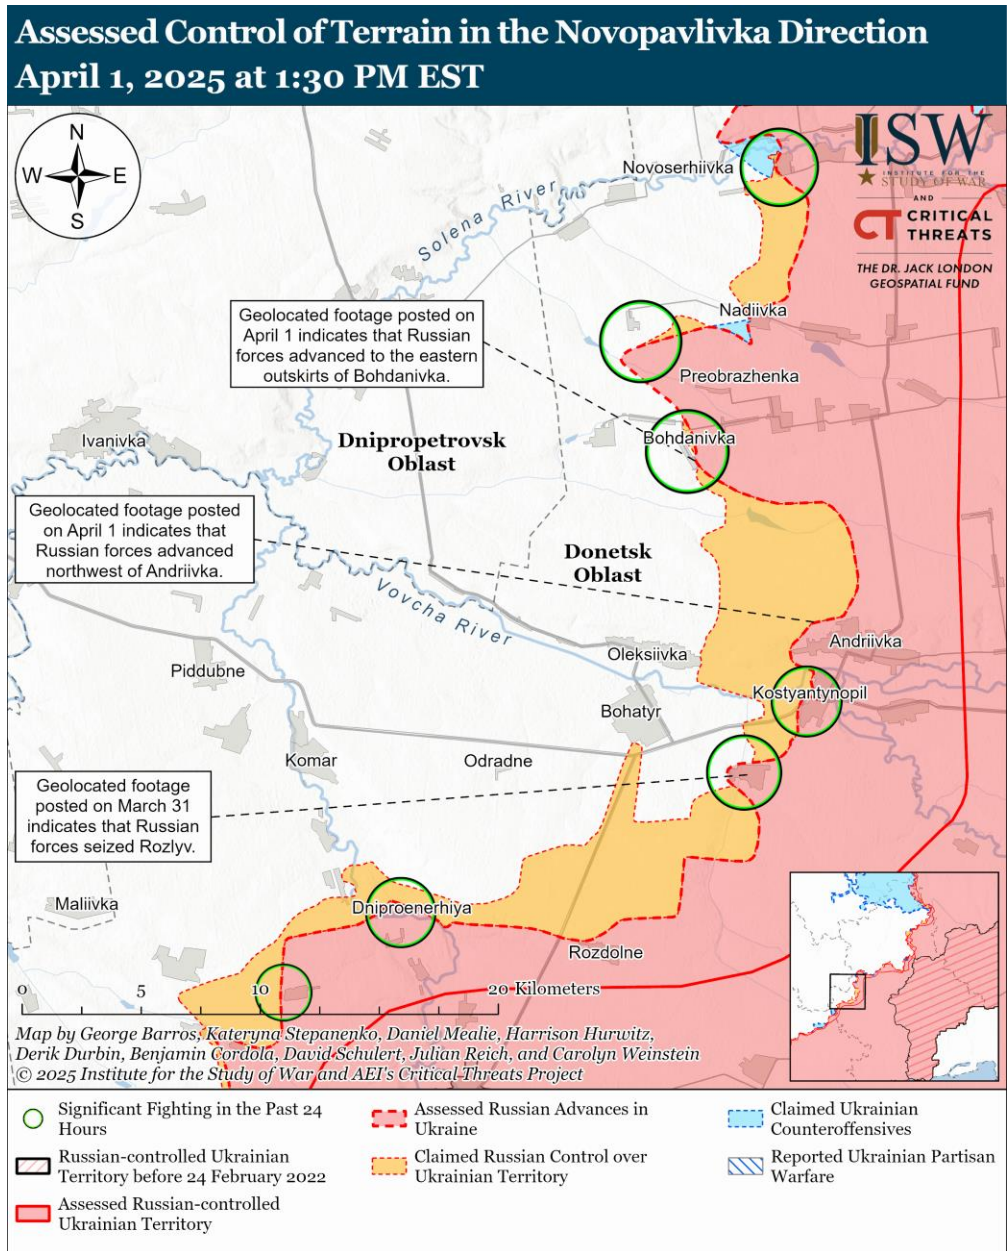 Assessed Control of Terrain in the Novopavlivka Direction
April 1, 2025 at 1:30 PM EST
N
W
E
S
ISW
INSTITUTE FOR THE
STUDY OF WAR
AND
CT CRITICAL
THREATS
THE DR. JACK LONDON
GEOSPATIAL FUND
Novoserhiivka
Solena River
Nadiivka
Geolocated footage posted on
April 1 indicates that Russian
forces advanced to the eastern
outskirts of Bohdanivka.
Preobrazhenka
Ivanivka
Dnipropetrovsk
Oblast
Bohdanivka
Geolocated footage posted
on April 1 indicates that
Russian forces advanced
northwest of Andriivka.
Donetsk
Oblast
Vovcha River
Andriivka
Oleksiivka
Piddubne
Kostyantynopil
Bohatyr
Komar
Odradne
Geolocated footage
posted on March 31
indicates that Russian
forces seized Rozlyv.
Maliivka
Dniproenerhiya
Rozdolne
0
5
10
20 Kilometers
Map by George Barros, Kateryna Stepanenko, Daniel Mealie, Harrison Hurwitz,
Derik Durbin, Benjamin Cordola, David Schulert, Julian Reich, and Carolyn Weinstein
© 2025 Institute for the Study of War and AEI's Critical Threats Project
Significant Fighting in the Past 24
Hours
Russian-controlled Ukrainian
Territory before 24 February 2022
Assessed Russian-controlled
Ukrainian Territory
Assessed Russian Advances in
Ukraine
Claimed Russian Control over
Ukrainian Territory
Claimed Ukrainian
Counteroffensives
Reported Ukrainian Partisan
Warfare